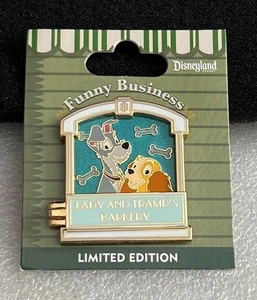 Disneyland
Funny Business
LADY AND TRAMP'S
BARKERY
LIMITED EDITION